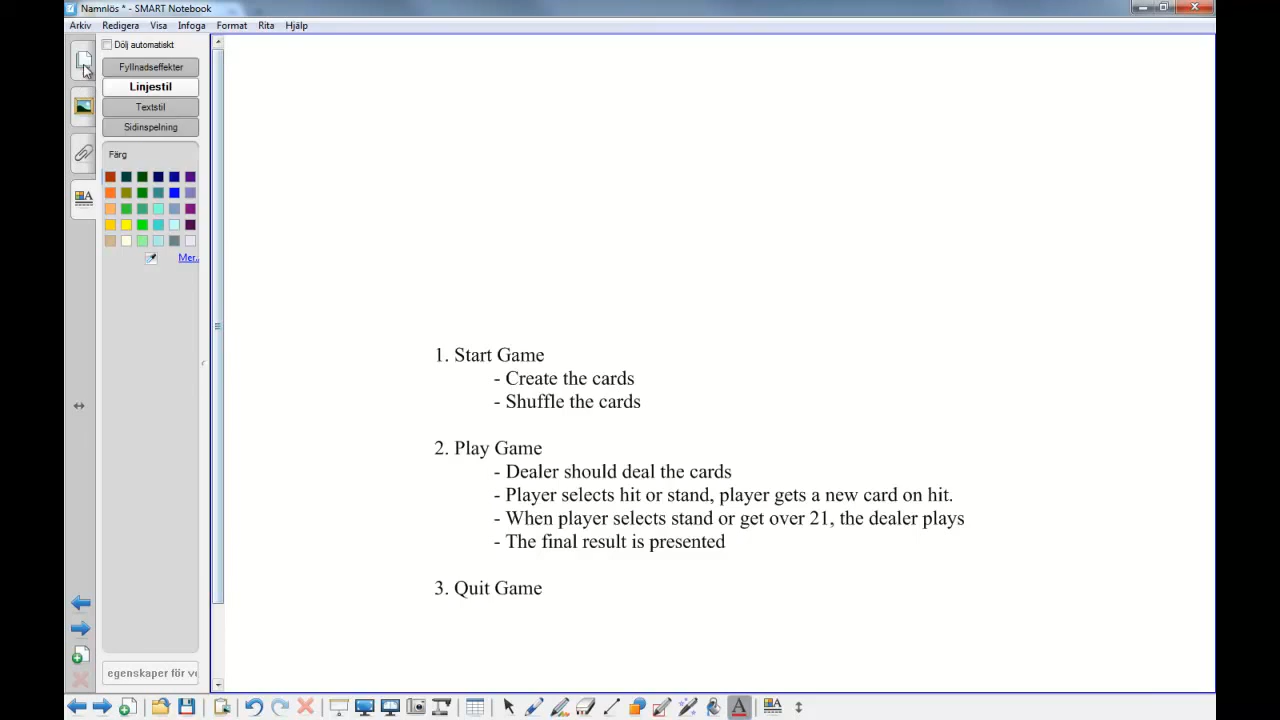 Namnlös * - SMART Notebook
Arkiv Redigera Visa Infoga Format Rita Hjälp
Dölj automatiskt
Fyllnadseffekter
Linjestil
Textstil
Sidinspelning
Färg
Mer..
1. Start Game
- Create the cards
- Shuffle the cards
2. Play Game
- Dealer should deal the cards
- Player selects hit or stand, player gets a new card on hit.
- When player selects stand or get over 21, the dealer plays
- The final result is presented
3. Quit Game
egenskaper för